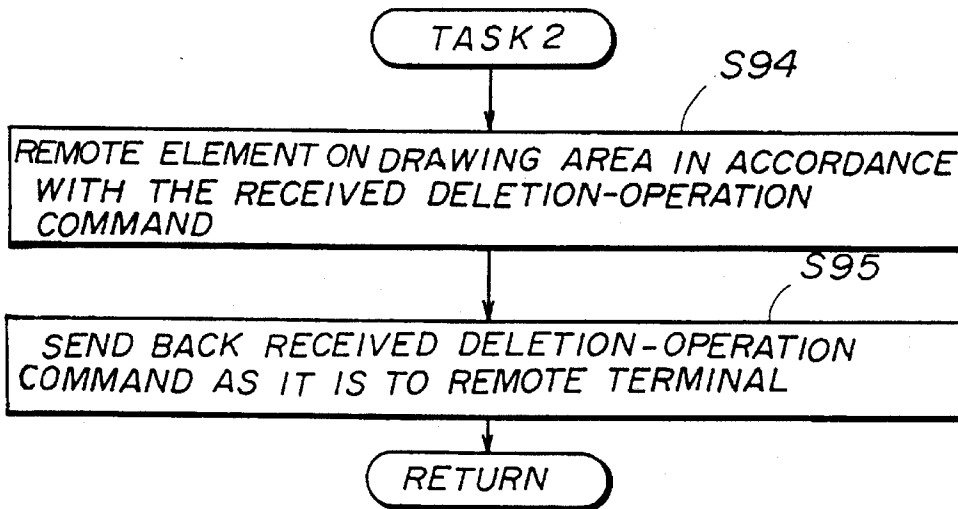 TASK 2
S94
REMOTE ELEMENT ON DRAWING AREA IN ACCORDANCE
WITH THE RECEIVED DELETION-OPERATION
COMMAND
S95
SEND BACK RECEIVED DELETION-OPERATION
COMMAND AS IT IS TO REMOTE TERMINAL
RETURN